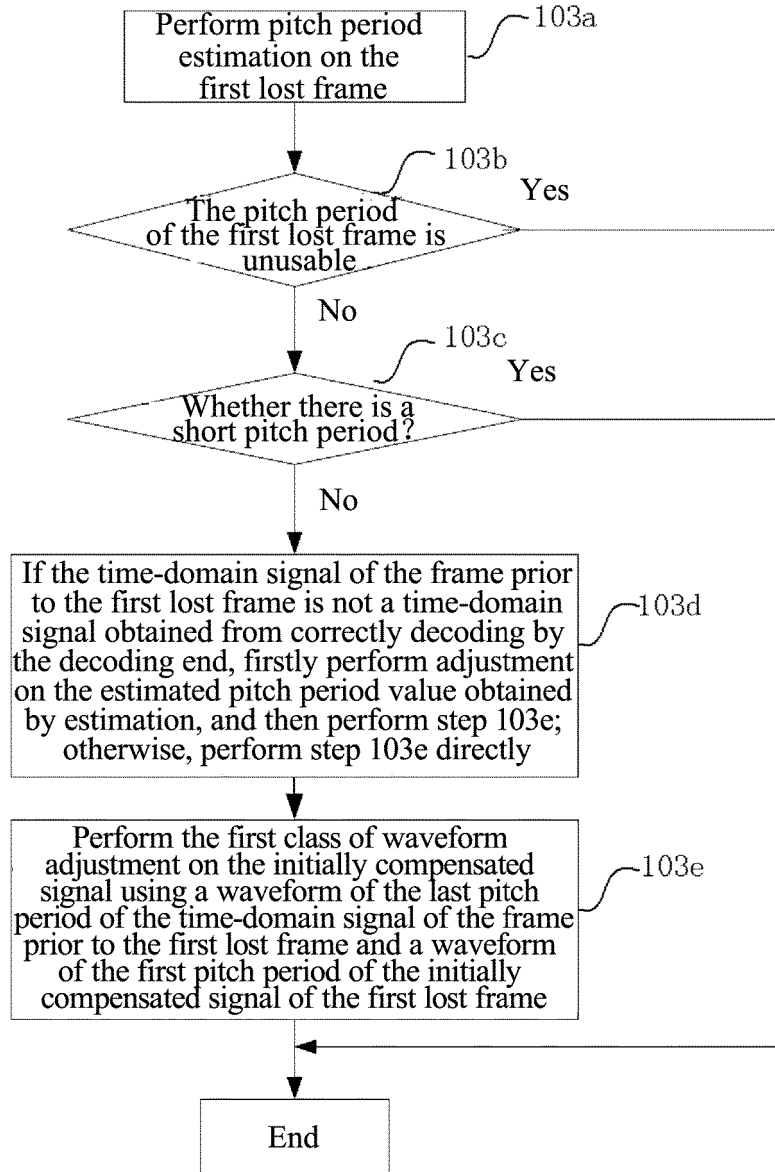 Perform pitch period
estimation on the
first lost frame
103a
103b
Yes
The pitch period
of the first lost frame is
unusable
No
103c
Yes
Whether there is a
short pitch period?
No
If the time-domain signal of the frame prior
to the first lost frame is not a time-domain
signal obtained from correctly decoding by
the decoding end, firstly perform adjustment
on the estimated pitch period value obtained
by estimation, and then perform step 103e;
otherwise, perform step 103e directly
103d
Perform the first class of waveform
adjustment on the initially compensated
signal using a waveform of the last pitch
period of the time-domain signal of the frame
prior to the first lost frame and a waveform
of the first pitch period of the initially
compensated signal of the first lost frame
103e
End